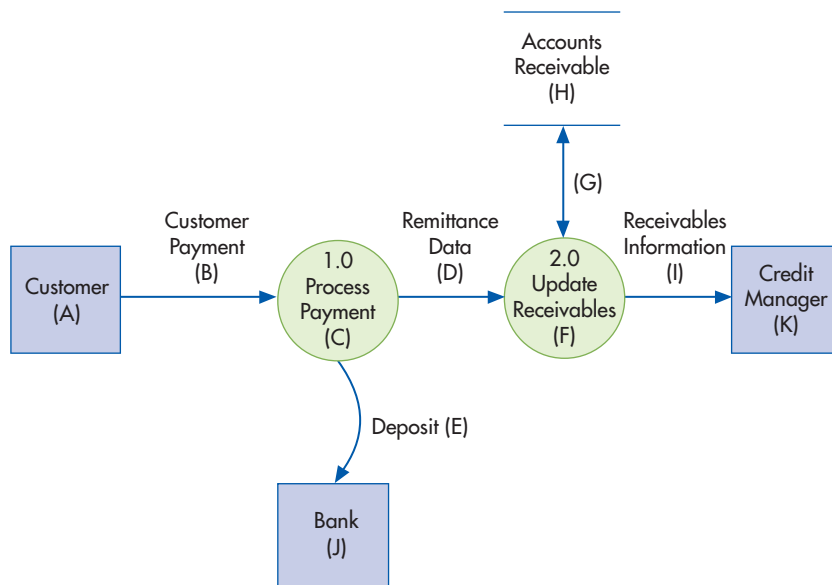 Accounts
Receivable
(H)
(G)
Customer
Payment
(B)
Remittance
Data
(D)
Receivables
Information
(I)
Customer
(A)
1.0
Process
Payment
(C)
2.0
Update
Receivables
(F)
Credit
Manager
(K)
Deposit (E)
Bank
(J)